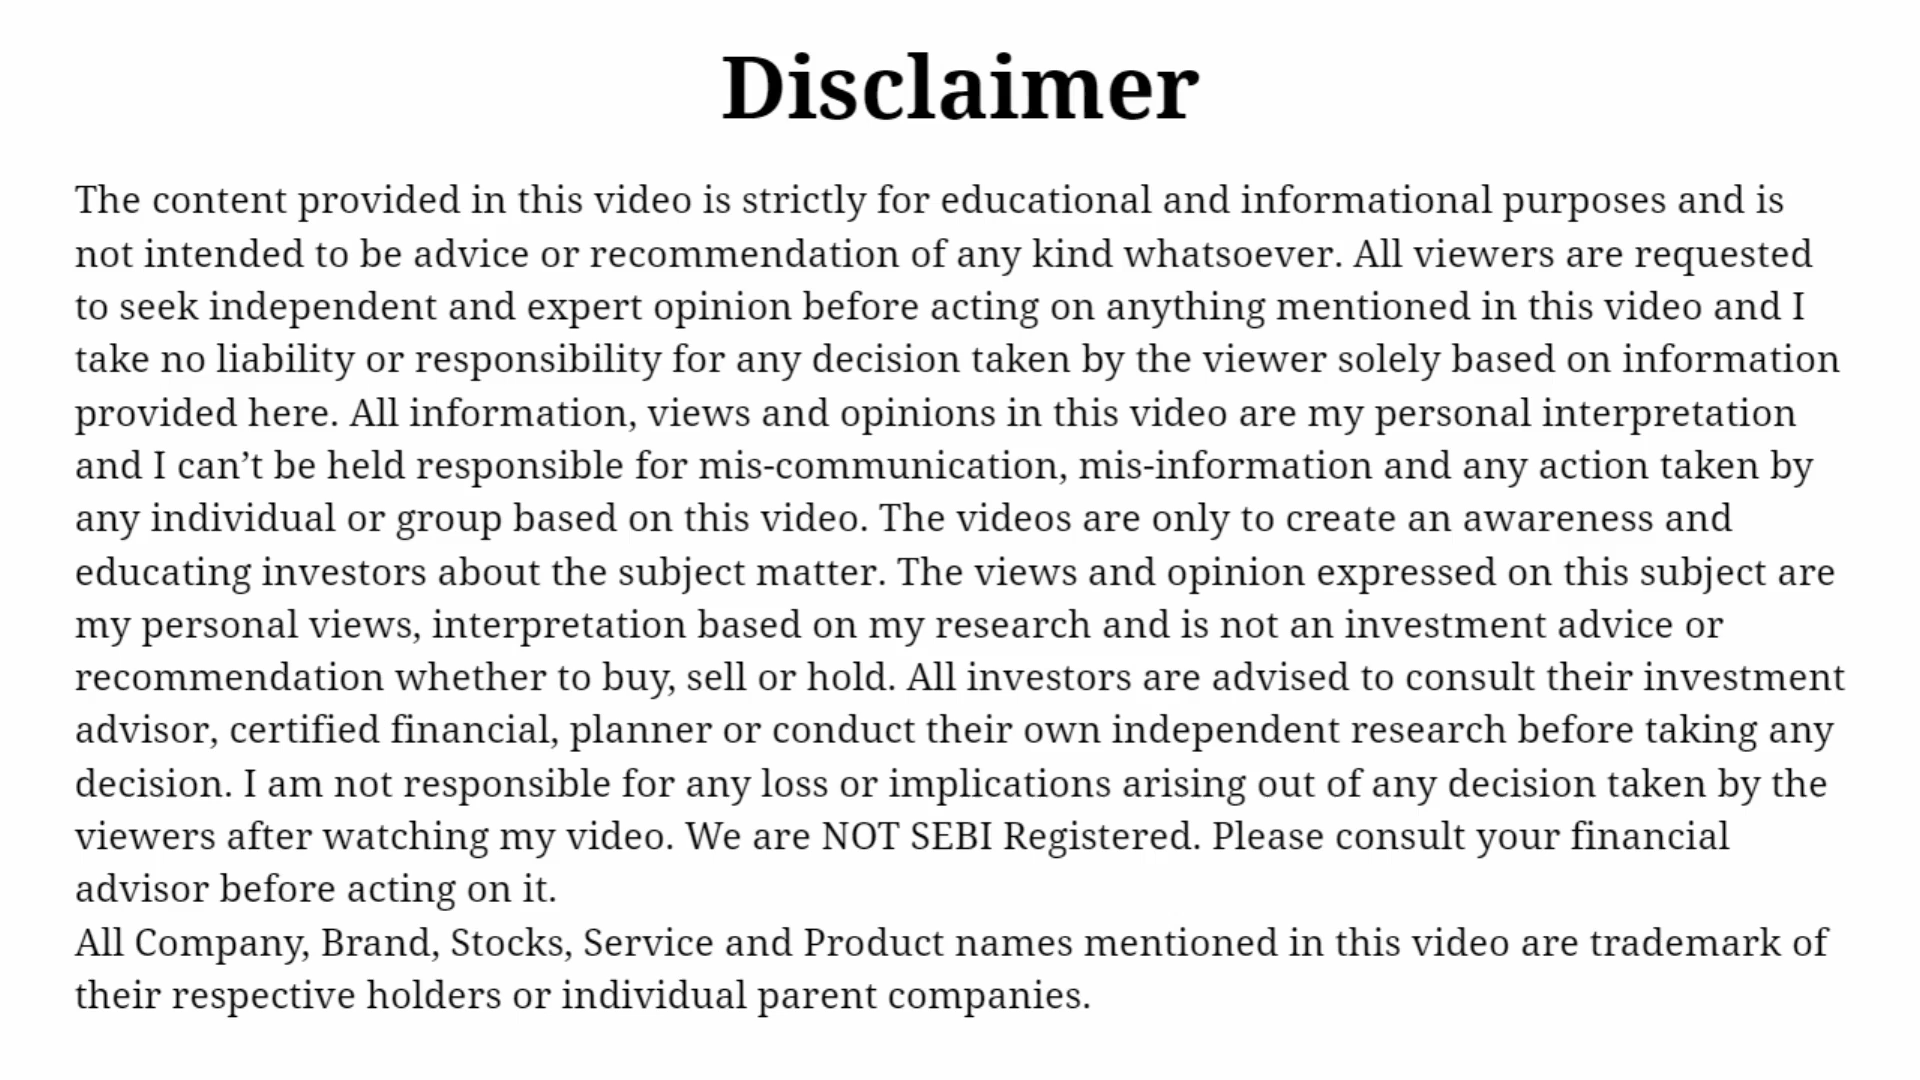 Disclaimer
The content provided in this video is strictly for educational and informational purposes and is
not intended to be advice or recommendation of any kind whatsoever. All viewers are requested
to seek independent and expert opinion before acting on anything mentioned in this video and I
take no liability or responsibility for any decision taken by the viewer solely based on information
provided here. All information, views and opinions in this video are my personal interpretation
and I can’t be held responsible for mis-communication, mis-information and any action taken by
any individual or group based on this video. The videos are only to create an awareness and
educating investors about the subject matter. The views and opinion expressed on this subject are
my personal views, interpretation based on my research and is not an investment advice or
recommendation whether to buy, sell or hold. All investors are advised to consult their investment
advisor, certified financial, planner or conduct their own independent research before taking any
decision. I am not responsible for any loss or implications arising out of any decision taken by the
viewers after watching my video. We are NOT SEBI Registered. Please consult your financial
advisor before acting on it.
All Company, Brand, Stocks, Service and Product names mentioned in this video are trademark of
their respective holders or individual parent companies.